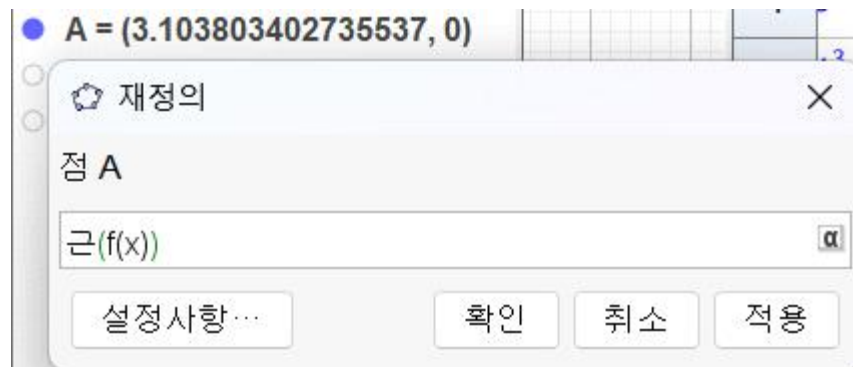 A = (3.103803402735537, 0)
재정의
점 A
근(f(x))
α
설정사항…
확인
취소
적용